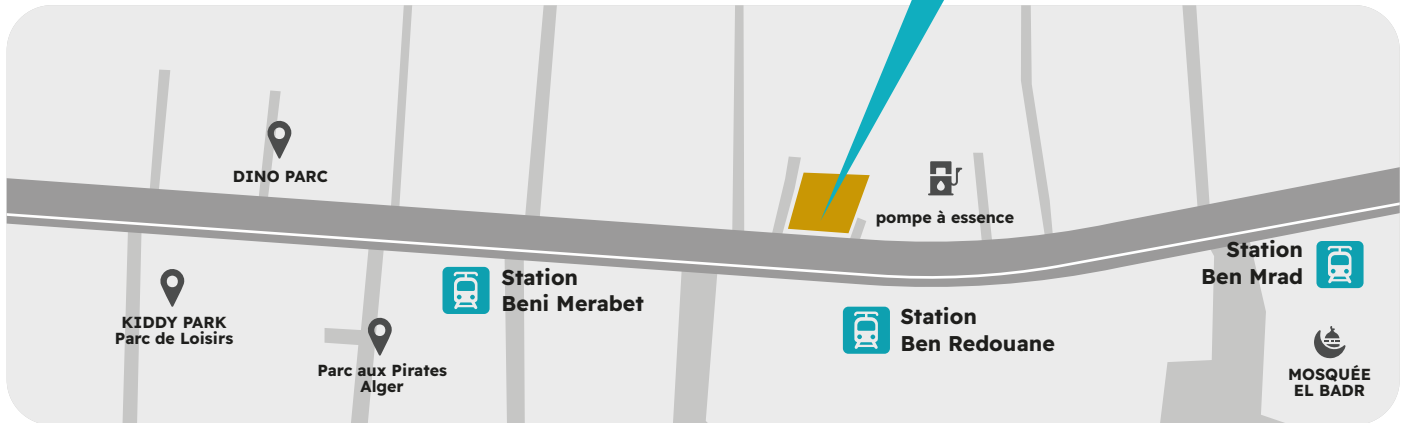 DINO PARC
pompe à essence
Station
Ben Mrad
Station
Beni Merabet
Station
Ben Redouane
KIDDY PARK
Parc de Loisirs
Parc aux Pirates
Alger
MOSQUÉE
EL BADR